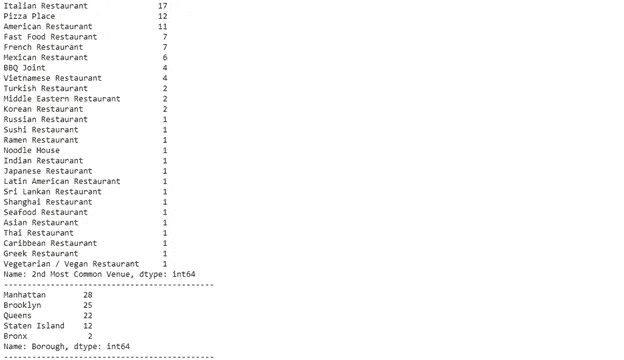 Italian Restaurant 17
Pizza Place 12
American Restaurant 11
Fast Food Restaurant 7
French Restaurant 7
Mexican Restaurant 6
BBQ Joint 4
Vietnamese Restaurant 4
Turkish Restaurant 2
Middle Eastern Restaurant 2
Korean Restaurant 2
Russian Restaurant 1
Sushi Restaurant 1
Ramen Restaurant 1
Noodle House 1
Indian Restaurant 1
Japanese Restaurant 1
Latin American Restaurant 1
Sri Lankan Restaurant 1
Shanghai Restaurant 1
Seafood Restaurant 1
Asian Restaurant 1
Thai Restaurant 1
Caribbean Restaurant 1
Greek Restaurant 1
Vegetarian / Vegan Restaurant 1
Name: 2nd Most Common Venue, dtype: int64
---------------------------------------------
Manhattan 28
Brooklyn 25
Queens 22
Staten Island 12
Bronx 2
Name: Borough, dtype: int64
---------------------------------------------